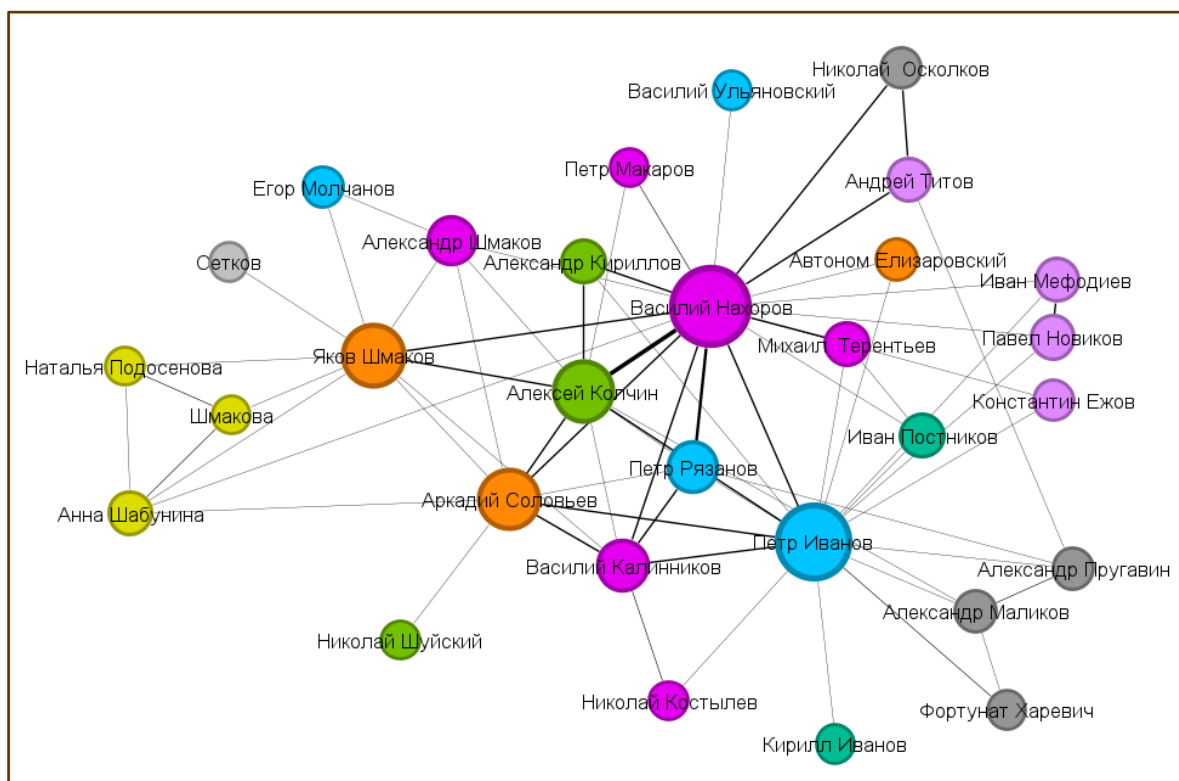 Николай Осколков
Василий Ульяновский
Петр Макаров
Андрей Титов
Егор Молчанов
Александр Шмаков
Сетков
Александр Кириллов
Автоном Елизаровский
Иван Мефодиев
Василий Нахоров
Павел Новиков
Михаил Терентьев
Яков Шмаков
Наталья Подосенова
Алексей Колчин
Константин Ежов
Шмакова
Иван Постников
Петр Рязанов
Аркадий Соловьев
Анна Шабунина
Петр Иванов
Василий Калинников
Александр Пругавин
Александр Маликов
Николай Шуйский
Николай Костылев
Фортунат Харевич
Кирилл Иванов